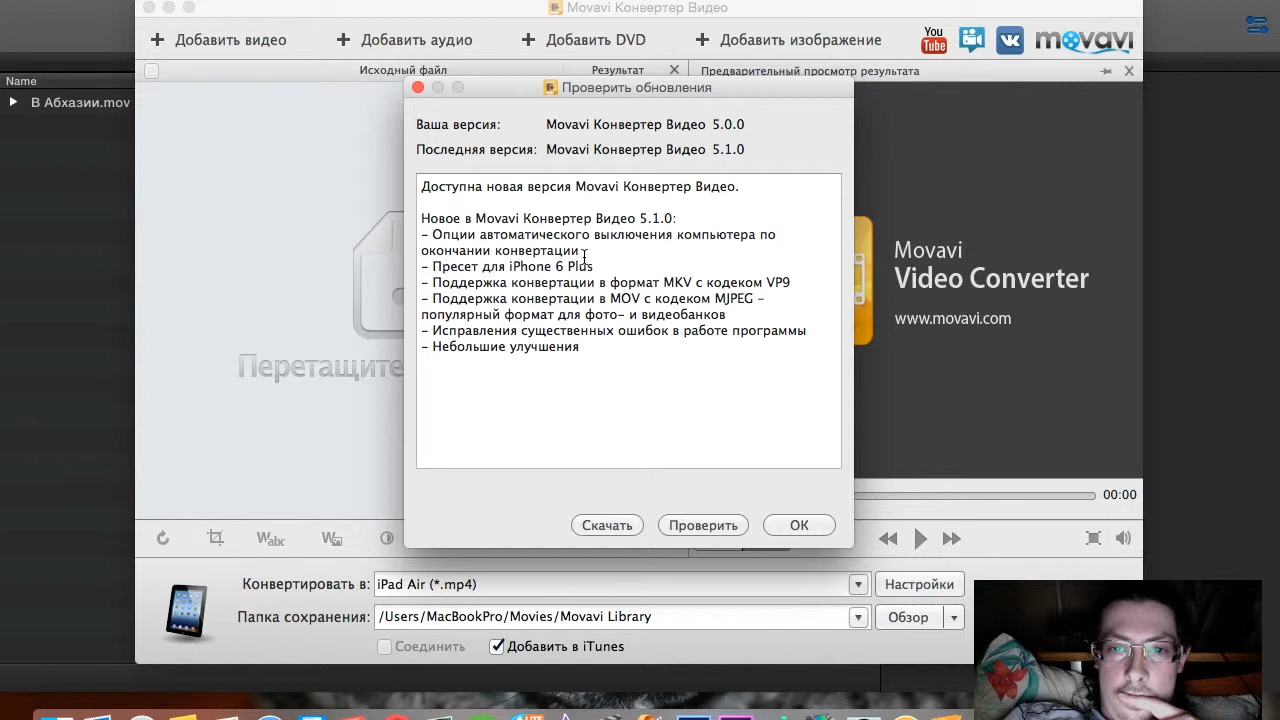 Movavi Конвертер Видео
Добавить видео
Добавить аудио
Добавить DVD
Добавить изображение
You Tube
movavi
Name
Исходный файл
Результат
Предварительный просмотр результата
В Абхазии.mov
Проверить обновления
Ваша версия: Movavi Конвертер Видео 5.0.0
Последняя версия: Movavi Конвертер Видео 5.1.0
Доступна новая версия Movavi Конвертер Видео.
Новое в Movavi Конвертер Видео 5.1.0:
– Опции автоматического выключения компьютера по
окончании конвертации
– Пресет для iPhone 6 Plus
– Поддержка конвертации в формат MKV с кодеком VP9
– Поддержка конвертации в MOV с кодеком MJPEG –
популярный формат для фото– и видеобанков
– Исправления существенных ошибок в работе программы
– Небольшие улучшения
Скачать
Проверить
OK
Перетащите
Movavi
Video Converter
www.movavi.com
00:00
Wabc
W
Конвертировать в: iPad Air (*.mp4)
Настройки
Папка сохранения: /Users/MacBookPro/Movies/Movavi Library
Обзор
Соединить
Добавить в iTunes
LITE